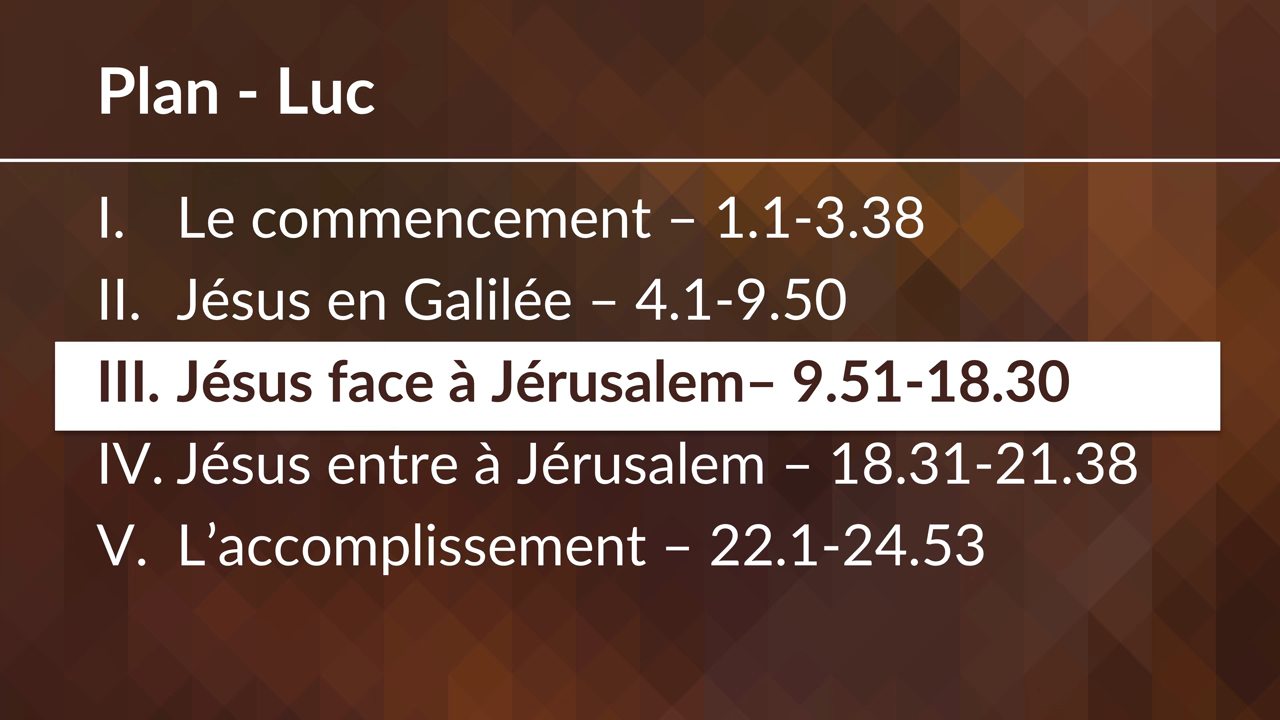 Plan - Luc
I. Le commencement – 1.1-3.38
II. Jésus en Galilée – 4.1-9.50
III. Jésus face à Jérusalem– 9.51-18.30
IV. Jésus entre à Jérusalem – 18.31-21.38
V. L’accomplissement – 22.1-24.53